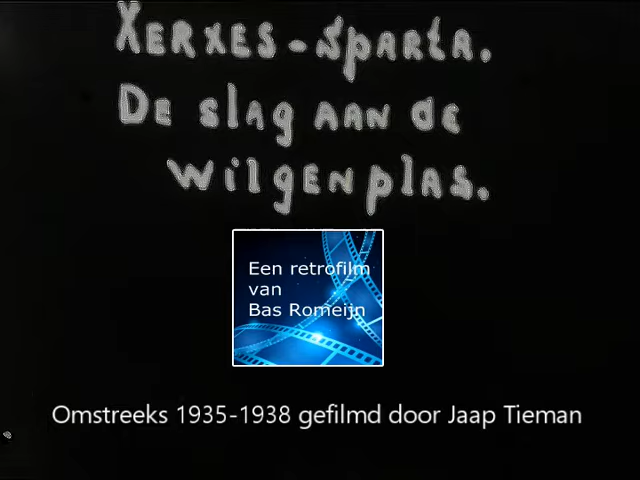 XERXES - SPARTA.
DE slAg AAN dE
wilgENplAS.
Een retrofilm
van
Bas Romeijn
Omstreeks 1935-1938 gefilmd door Jaap Tieman